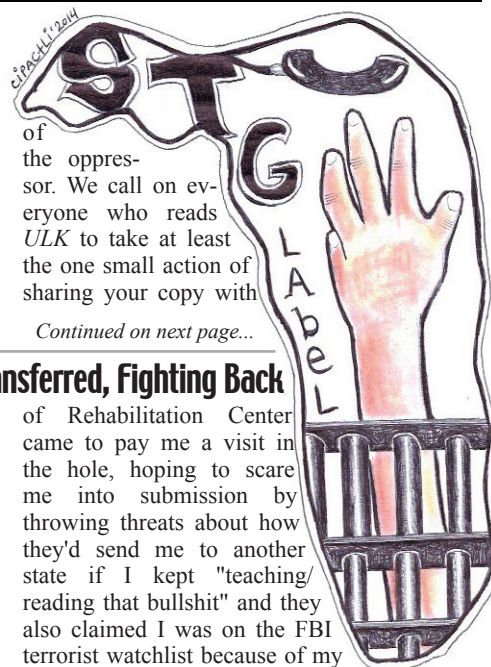 CIPACTLI '2014
STG
LAbeL
of
the oppres-
sor. We call on ev-
eryone who reads
ULK to take at least
the one small action of
sharing your copy with
Continued on next page...
ansferred, Fighting Back
of Rehabilitation Center
came to pay me a visit in
the hole, hoping to scare
me into submission by
throwing threats about how
they'd send me to another
state if I kept "teaching/
reading that bullshit" and they
also claimed I was on the FBI
terrorist watchlist because of my